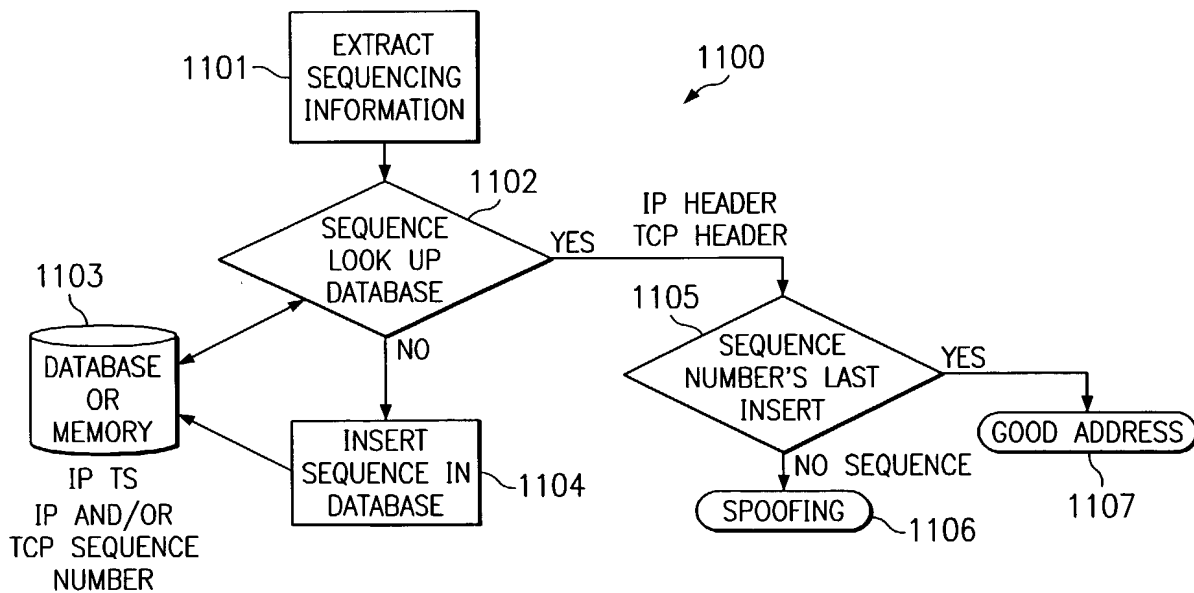 EXTRACT
SEQUENCING
INFORMATION
1101
1100
1102
SEQUENCE
LOOK UP
DATABASE
YES
IP HEADER
TCP HEADER
NO
1103
DATABASE
OR
MEMORY
IP TS
IP AND/OR
TCP SEQUENCE
NUMBER
INSERT
SEQUENCE IN
DATABASE
1104
1105
SEQUENCE
NUMBER'S LAST
INSERT
YES
GOOD ADDRESS
1107
NO SEQUENCE
SPOOFING
1106